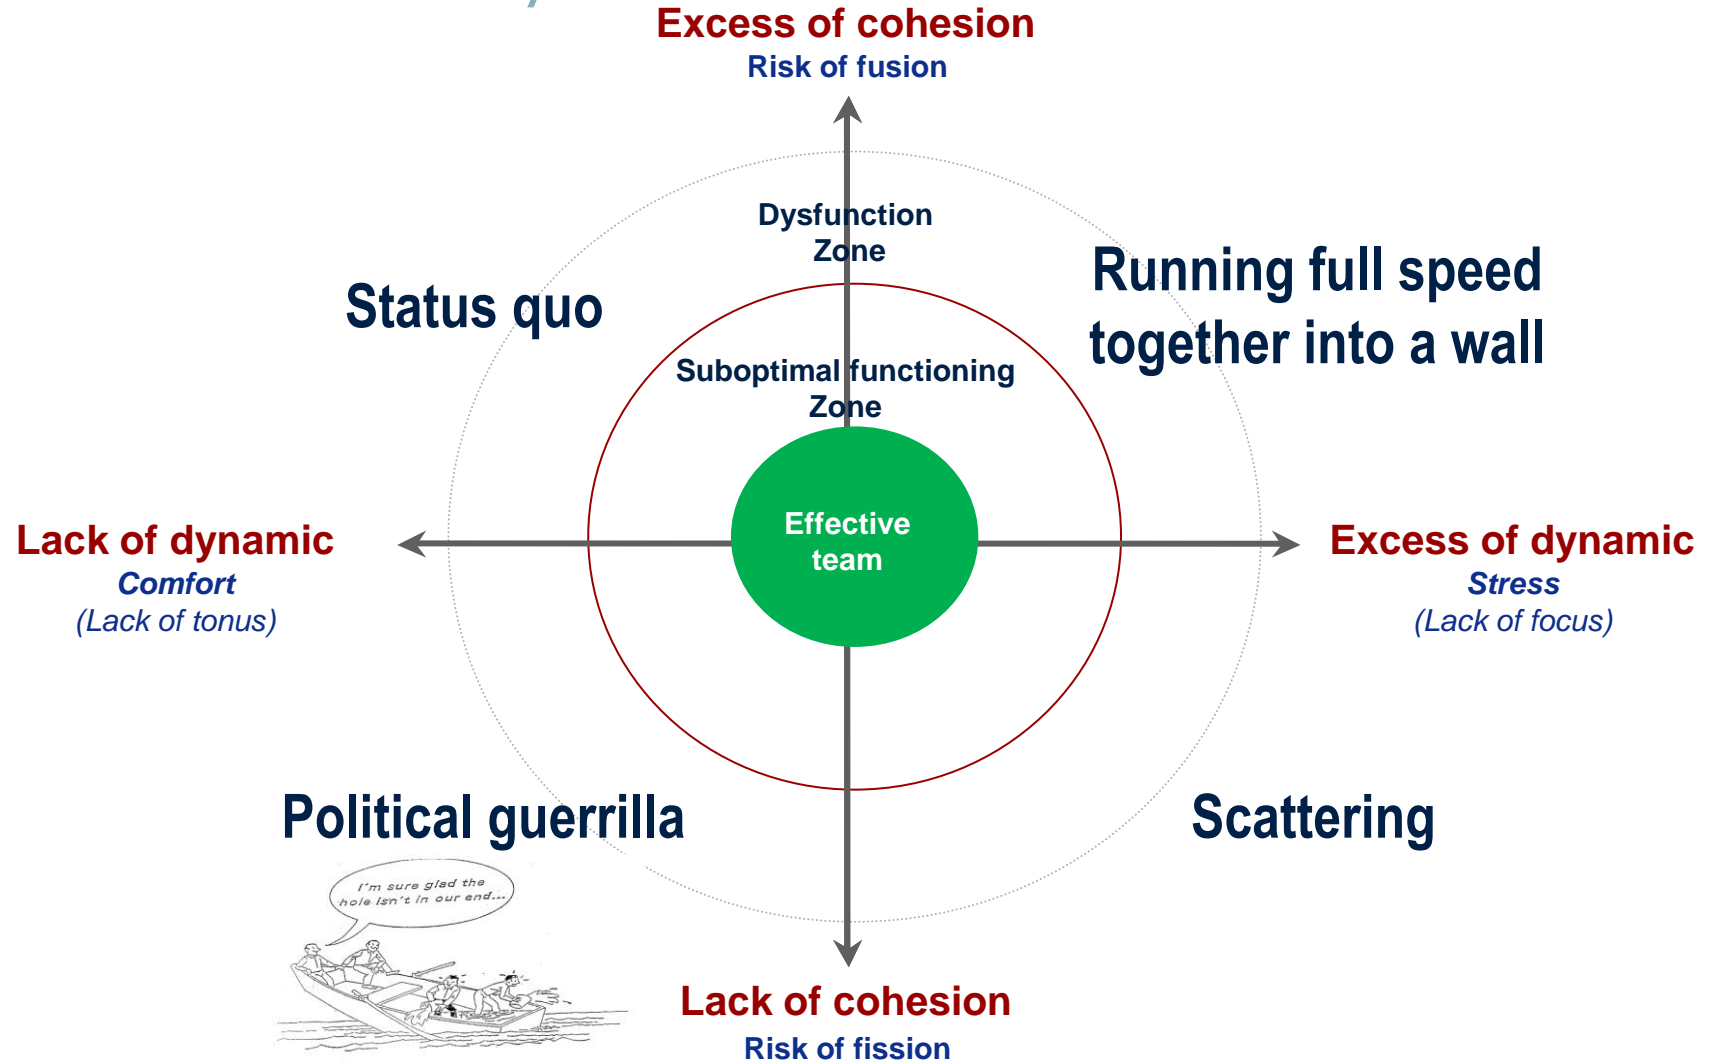 Excess of cohesion
Risk of fusion
Dysfunction
Zone
Running full speed
together into a wall
Status quo
Suboptimal functioning
Zone
Effective
team
Lack of dynamic
Comfort
(Lack of tonus)
Excess of dynamic
Stress
(Lack of focus)
Political guerrilla
Scattering
I'm sure glad the
hole isn't in our end...
Lack of cohesion
Risk of fission